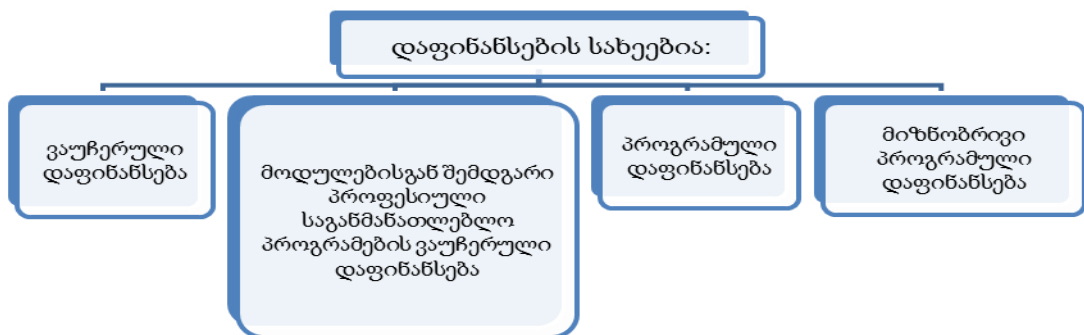 დაფინანსების სახეებია:
ვაუჩერული
დაფინანსება
მოდულებისგან შემდგარი
პროფესიული
საგანმანათლებლო
პროგრამების ვაუჩერული
დაფინანსება
პროგრამული
დაფინანსება
მიზნობრივი
პროგრამული
დაფინანსება